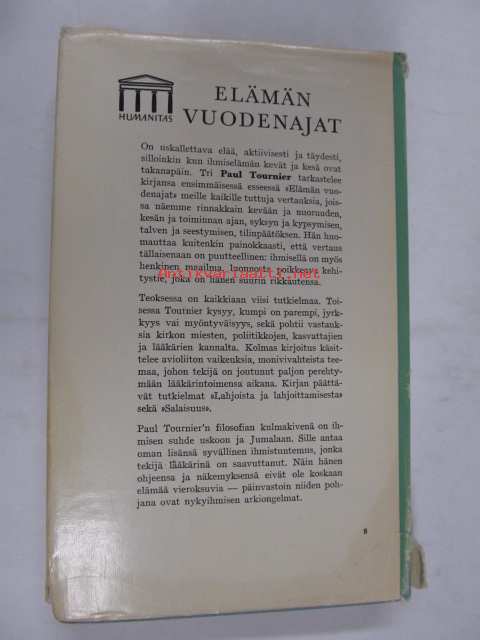 HUMANITAS
ELÄMÄN
VUODENAJAT
On uskallettava elää, aktiivisesti ja täydesti,
silloinkin kun ihmiselämän kevät ja kesä ovat
takanapäin. Tri Paul Tournier tarkastelee
kirjansa ensimmäisessä esseessä »Elämän vuo-
denajat» meille kaikille tuttuja vertauksia, jois-
sa näemme rinnakkain kevään ja nuoruuden,
kesän ja toiminnan ajan, syksyn ja kypsymisen,
talven ja seestymisen, tilinpäätöksen. Hän huo-
mauttaa kuitenkin painokkaasti, että vertaus
tällaisenaan on puutteellinen: ihmisellä on myös
henkinen maailma, luonnosta poikkeava kehi-
tystie, joka on hänen suurin rikkautensa.
Teoksessa on kaikkiaan viisi tutkielmaa. Toi-
sessa Tournier kysyy, kumpi on parempi, jyrk-
kyys vai myöntyväisyys, sekä pohtii vastauk-
sia kirkon miesten, poliitikkojen, kasvattajien
ja lääkärien kannalta. Kolmas kirjoitus käsit-
telee avioliiton vaikeuksia, monivivahteista tee-
maa, johon tekijä on joutunut paljon perehty-
mään lääkärintoimensa aikana. Kirjan päättä-
vät tutkielmat »Lahjoista ja lahjoittamisesta»
sekä »Salaisuus».
Paul Tournier'n filosofian kulmakivenä on ih-
misen suhde uskoon ja Jumalaan. Sille antaa
oman lisänsä syvällinen ihmistuntemus, jonka
tekijä lääkärinä on saavuttanut. Näin hänen
ohjeensa ja näkemyksensä eivät ole koskaan
elämää vieroksuvia — päinvastoin niiden poh-
jana ovat nykyihmisen arkiongelmat.